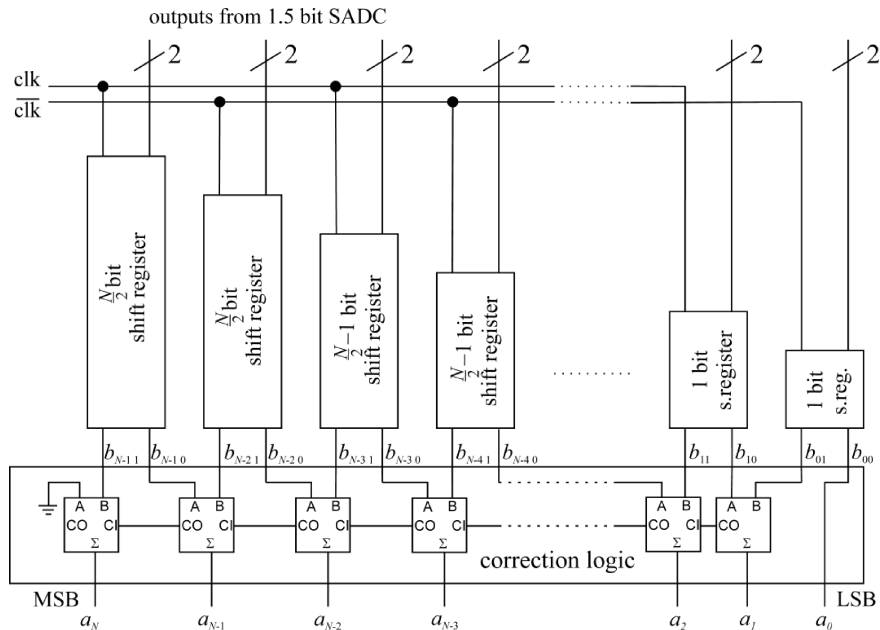 outputs from 1.5 bit SADC
2 2 2 2 2 2
clk
clk
N/2 bit
shift register
N/2 bit
shift register
N/2 −1 bit
shift register
N/2 −1 bit
shift register
1 bit
s.register
1 bit
s.reg.
b_{N-1 1} b_{N-1 0} b_{N-2 1} b_{N-2 0} b_{N-3 1} b_{N-3 0} b_{N-4 1} b_{N-4 0} b_{11} b_{10} b_{01} b_{00}
A B A B A B A B A B A B
CO CI CO CI CO CI CO CI CO CI CO
Σ Σ Σ Σ Σ Σ
correction logic
MSB LSB
a_N a_{N-1} a_{N-2} a_{N-3} a_2 a_1 a_0